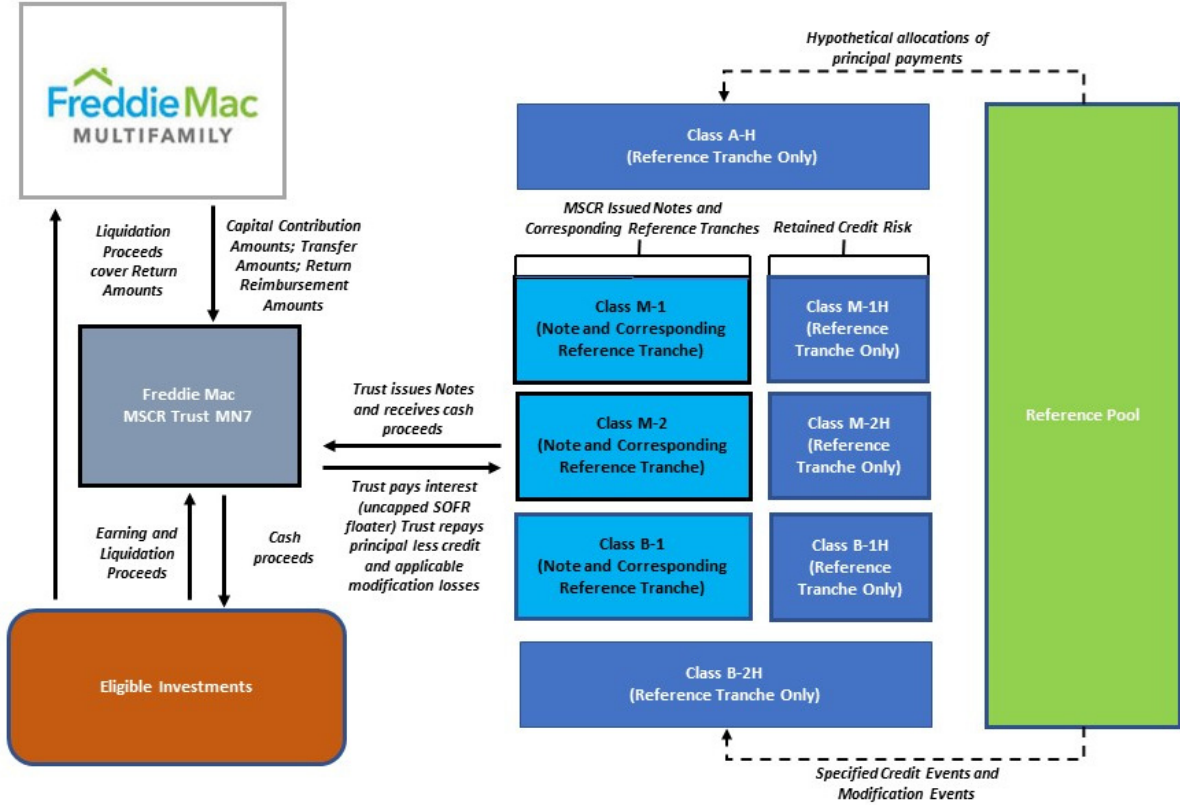 Freddie Mac
MULTIFAMILY
Hypothetical allocations of
principal payments
Class A-H
(Reference Tranche Only)
Liquidation
Proceeds
cover Return
Amounts
Capital Contribution
Amounts; Transfer
Amounts; Return
Reimbursement
Amounts
MSCR Issued Notes and
Corresponding Reference Tranches
Retained Credit Risk
Class M-1
(Note and Corresponding
Reference Tranche)
Class M-1H
(Reference
Tranche Only)
Freddie Mac
MSCR Trust MN7
Trust issues Notes
and receives cash
proceeds
Class M-2
(Note and Corresponding
Reference Tranche)
Class M-2H
(Reference
Tranche Only)
Reference Pool
Trust pays interest
(uncapped SOFR
floater) Trust repays
principal less credit
and applicable
modification losses
Earning and
Liquidation
Proceeds
Cash
proceeds
Class B-1
(Note and Corresponding
Reference Tranche)
Class B-1H
(Reference
Tranche Only)
Eligible Investments
Class B-2H
(Reference Tranche Only)
Specified Credit Events and
Modification Events